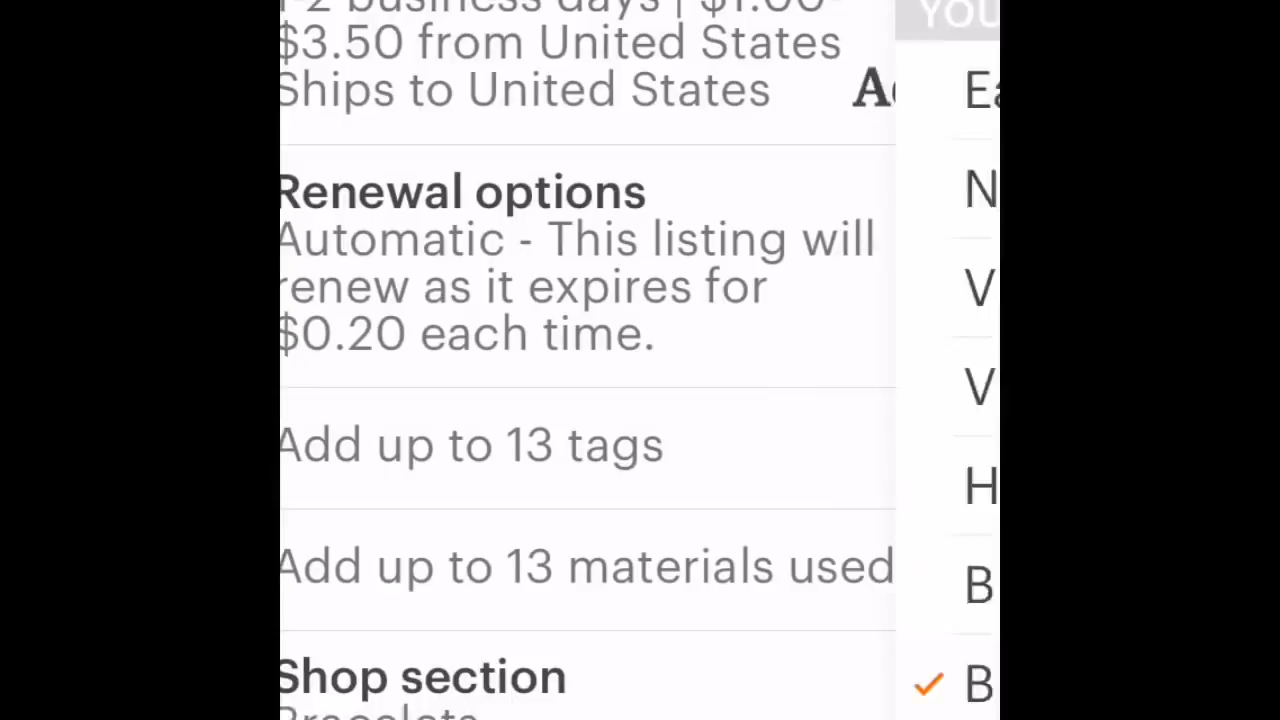 1-2 business days | $1.00-
$3.50 from United States
Ships to United States
Renewal options
Automatic - This listing will
renew as it expires for
$0.20 each time.
Add up to 13 tags
Add up to 13 materials used
Shop section
Bracelets
YOU
Ea
N
V
V
H
B
B